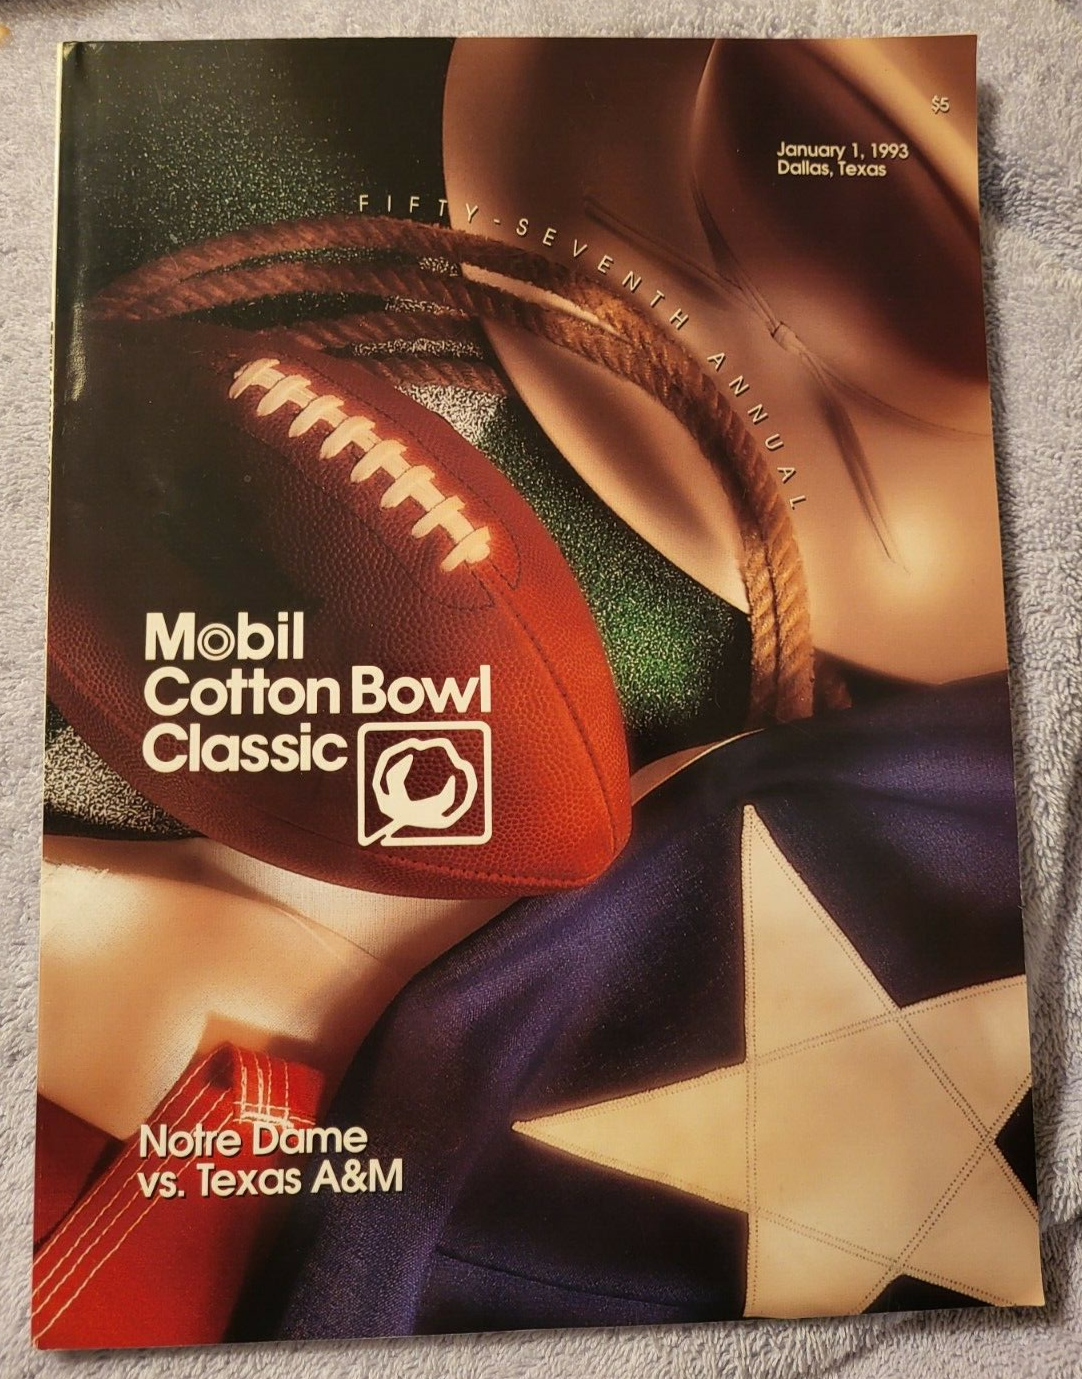 $5
January 1, 1993
Dallas, Texas
FIFTY-SEVENTH ANNUAL
Mobil
Cotton Bowl
Classic
Notre Dame
vs. Texas A&M